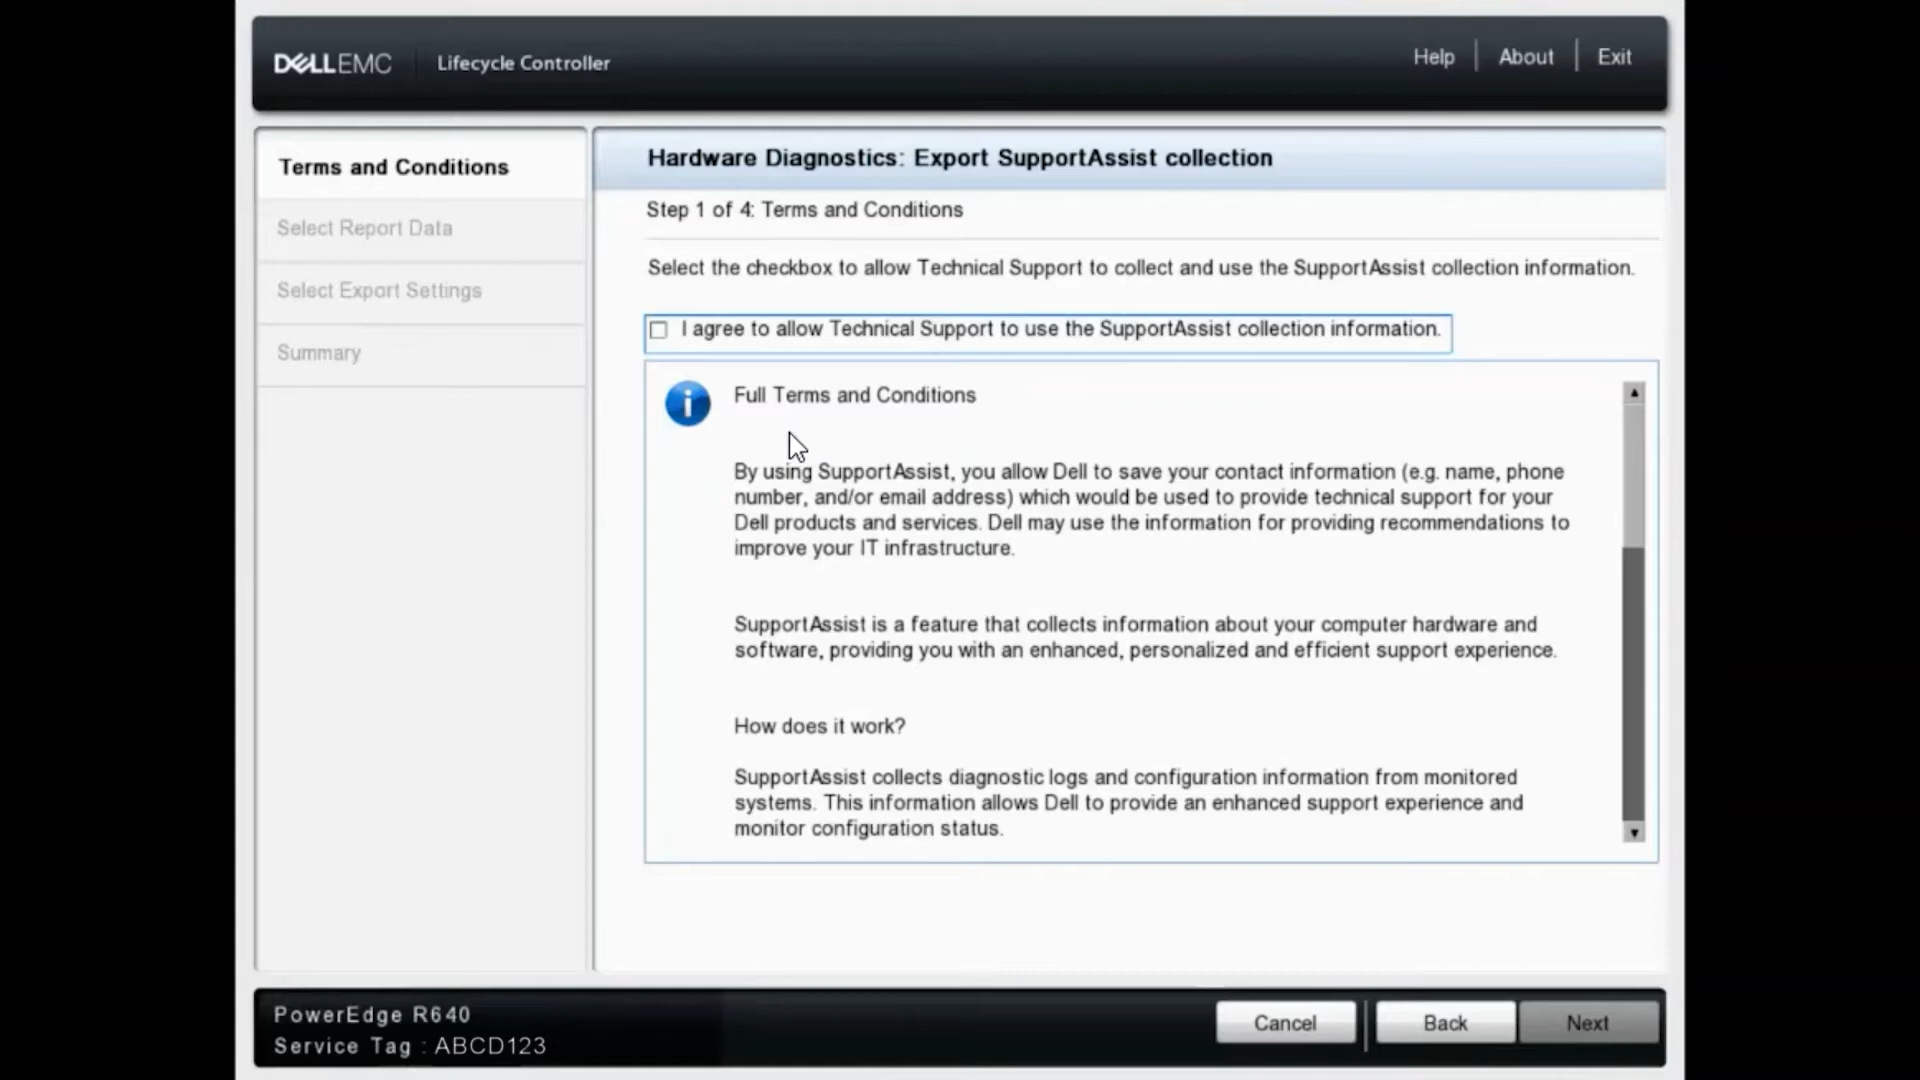 DELLEMC
Lifecycle Controller
Help
About
Exit
Terms and Conditions
Select Report Data
Select Export Settings
Summary
Hardware Diagnostics: Export SupportAssist collection
Step 1 of 4: Terms and Conditions
Select the checkbox to allow Technical Support to collect and use the SupportAssist collection information.
I agree to allow Technical Support to use the SupportAssist collection information.
Full Terms and Conditions
By using SupportAssist, you allow Dell to save your contact information (e.g. name, phone
number, and/or email address) which would be used to provide technical support for your
Dell products and services. Dell may use the information for providing recommendations to
improve your IT infrastructure.
SupportAssist is a feature that collects information about your computer hardware and
software, providing you with an enhanced, personalized and efficient support experience.
How does it work?
SupportAssist collects diagnostic logs and configuration information from monitored
systems. This information allows Dell to provide an enhanced support experience and
monitor configuration status.
PowerEdge R640
Service Tag : ABCD123
Cancel
Back
Next